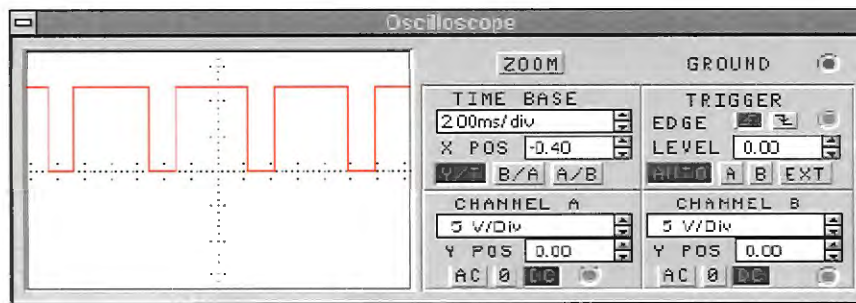 Oscilloscope
ZOOM
GROUND
TIME BASE
2.00ms/div
X POS -0.40
Y/T B/A A/B
TRIGGER
EDGE
LEVEL 0.00
AUTO A B EXT
CHANNEL A
5 V/Div
Y POS 0.00
AC 0 DC
CHANNEL B
5 V/Div
Y POS 0.00
AC 0 DC